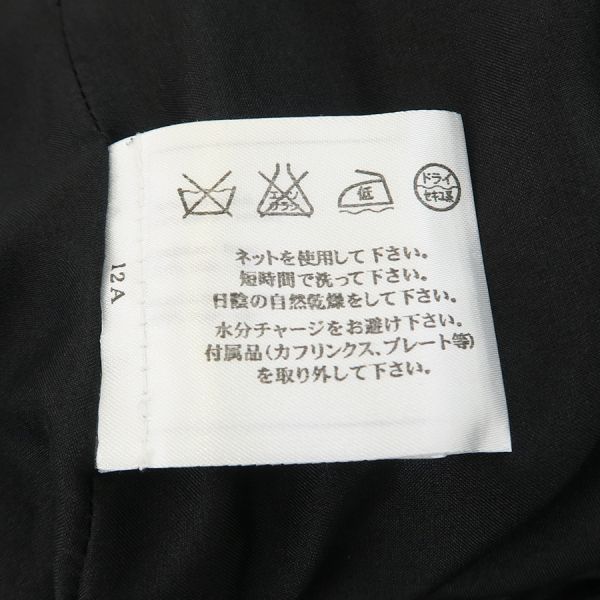 エンソ
サラシ
低
ドライ
セキユ系
ネットを使用して下さい。
短時間で洗って下さい。
日陰の自然乾燥をして下さい。
水分チャージをお避け下さい。
付属品(カフリンクス、ブレート等)
を取り外して下さい。
12A